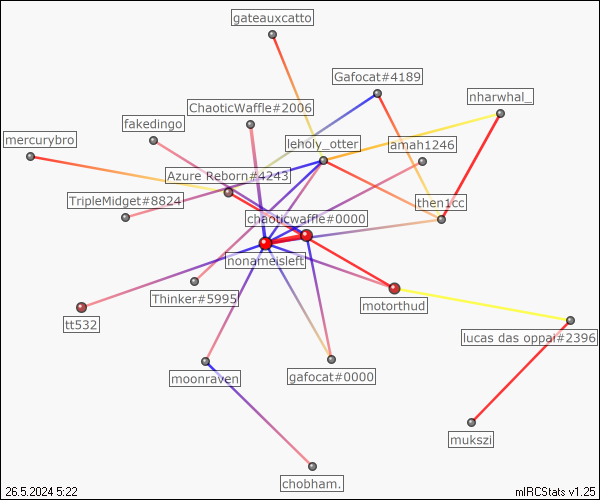 gateauxcatto
Gafocat#4189
nharwhal_
ChaoticWaffle#2006
fakedingo
mercurybro
leholy_otter
amah1246
Azure Reborn#4243
TripleMidget#8824
then1cc
chaoticwaffle#0000
nonameisleft
Thinker#5995
motorthud
tt532
lucas das oppai#2396
moonraven
gafocat#0000
mukszi
chobham.
26.5.2024 5:22
mIRCStats v1.25